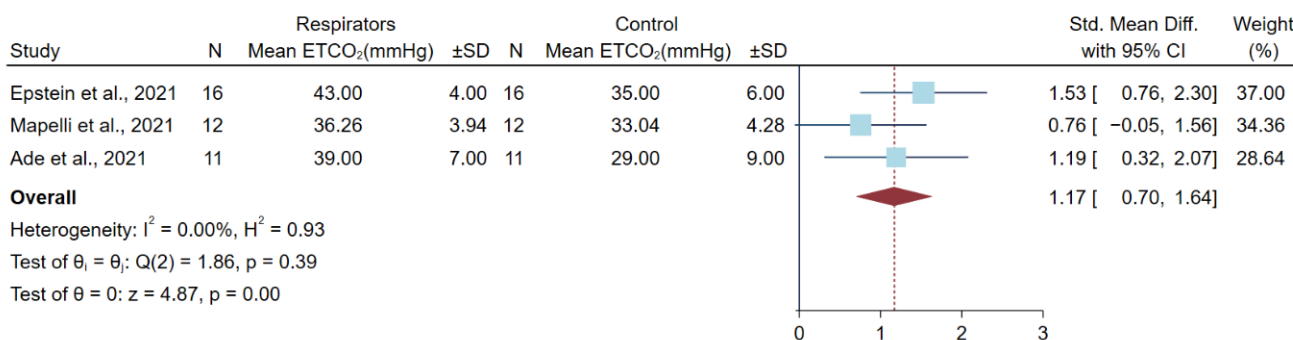 Respirators Control Std. Mean Diff. Weight
Study N Mean ETCO₂(mmHg) ±SD N Mean ETCO₂(mmHg) ±SD with 95% CI (%)
Epstein et al., 2021 16 43.00 4.00 16 35.00 6.00 1.53 [ 0.76, 2.30] 37.00
Mapelli et al., 2021 12 36.26 3.94 12 33.04 4.28 0.76 [ −0.05, 1.56] 34.36
Ade et al., 2021 11 39.00 7.00 11 29.00 9.00 1.19 [ 0.32, 2.07] 28.64
Overall 1.17 [ 0.70, 1.64]
Heterogeneity: I² = 0.00%, H² = 0.93
Test of θᵢ = θⱼ: Q(2) = 1.86, p = 0.39
Test of θ = 0: z = 4.87, p = 0.00
0 1 2 3